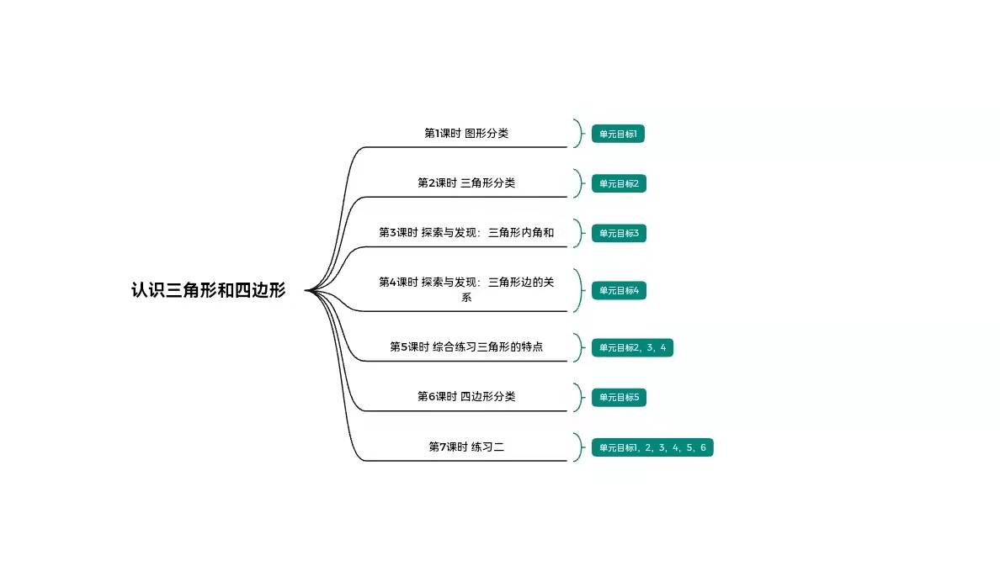 第1课时 图形分类
单元目标1
第2课时 三角形分类
单元目标2
第3课时 探索与发现：三角形内角和
单元目标3
认识三角形和四边形
第4课时 探索与发现：三角形边的关
系
单元目标4
第5课时 综合练习三角形的特点
单元目标2，3，4
第6课时 四边形分类
单元目标5
第7课时 练习二
单元目标1，2，3，4，5，6